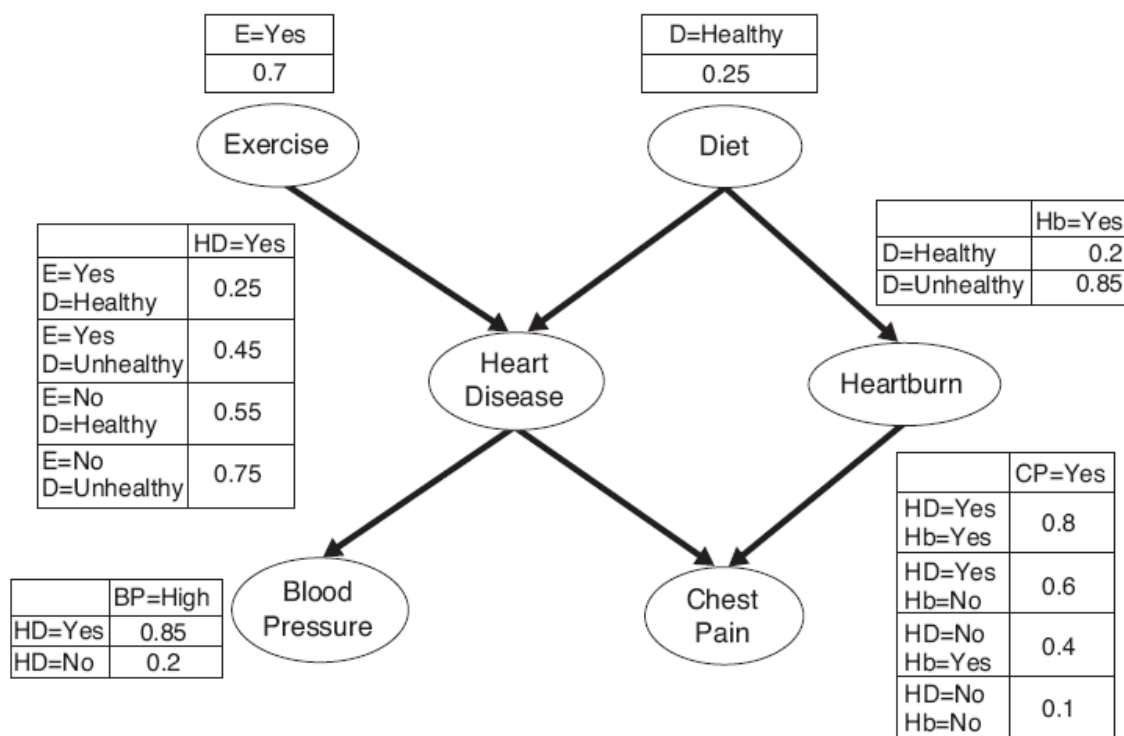 E=Yes
0.7
D=Healthy
0.25
Exercise
Diet
Hb=Yes
D=Healthy 0.2
D=Unhealthy 0.85
HD=Yes
E=Yes
D=Healthy
0.25
E=Yes
D=Unhealthy
0.45
E=No
D=Healthy
0.55
E=No
D=Unhealthy
0.75
Heart
Disease
Heartburn
CP=Yes
HD=Yes
Hb=Yes
0.8
HD=Yes
Hb=No
0.6
HD=No
Hb=Yes
0.4
HD=No
Hb=No
0.1
BP=High
HD=Yes 0.85
HD=No 0.2
Blood
Pressure
Chest
Pain